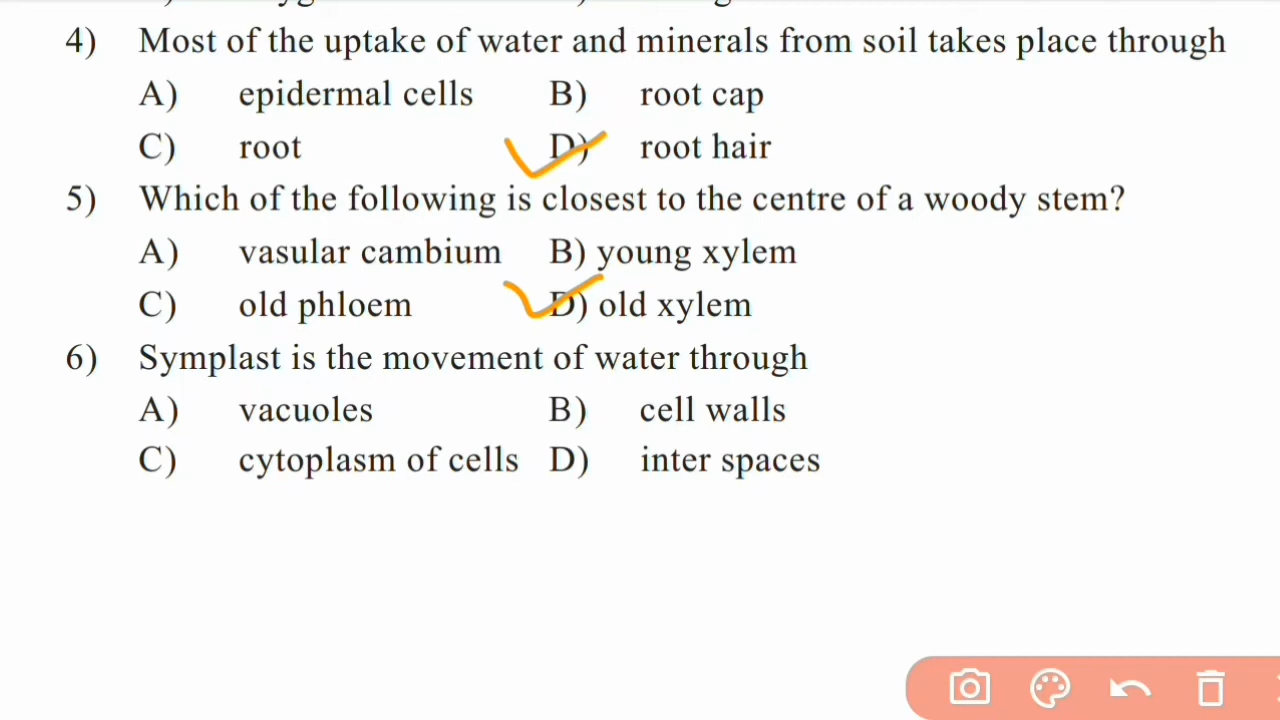 4) Most of the uptake of water and minerals from soil takes place through
A) epidermal cells B) root cap
C) root D) root hair
5) Which of the following is closest to the centre of a woody stem?
A) vasular cambium B) young xylem
C) old phloem D) old xylem
6) Symplast is the movement of water through
A) vacuoles B) cell walls
C) cytoplasm of cells D) inter spaces